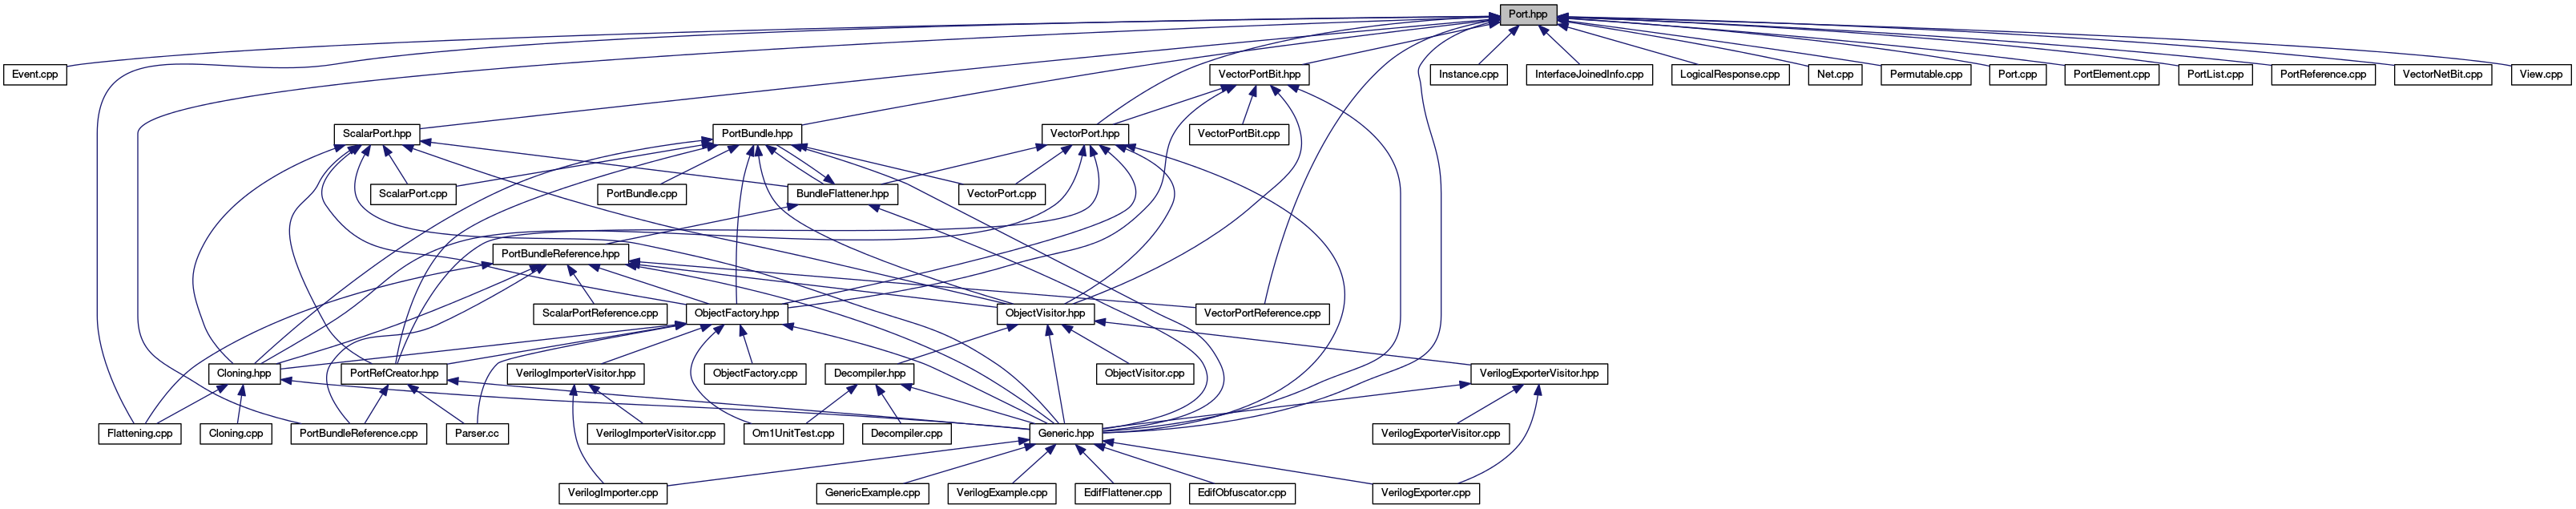 Port.hpp
Event.cpp
VectorPortBit.hpp
Instance.cpp
InterfaceJoinedInfo.cpp
LogicalResponse.cpp
Net.cpp
Permutable.cpp
Port.cpp
PortElement.cpp
PortList.cpp
PortReference.cpp
VectorNetBit.cpp
View.cpp
ScalarPort.hpp
PortBundle.hpp
VectorPort.hpp
VectorPortBit.cpp
ScalarPort.cpp
PortBundle.cpp
BundleFlattener.hpp
VectorPort.cpp
PortBundleReference.hpp
ScalarPortReference.cpp
ObjectFactory.hpp
ObjectVisitor.hpp
VectorPortReference.cpp
Cloning.hpp
PortRefCreator.hpp
VerilogImporterVisitor.hpp
ObjectFactory.cpp
Decompiler.hpp
ObjectVisitor.cpp
VerilogExporterVisitor.hpp
Flattening.cpp
Cloning.cpp
PortBundleReference.cpp
Parser.cc
VerilogImporterVisitor.cpp
Om1UnitTest.cpp
Decompiler.cpp
Generic.hpp
VerilogExporterVisitor.cpp
VerilogImporter.cpp
GenericExample.cpp
VerilogExample.cpp
EdifFlattener.cpp
EdifObfuscator.cpp
VerilogExporter.cpp